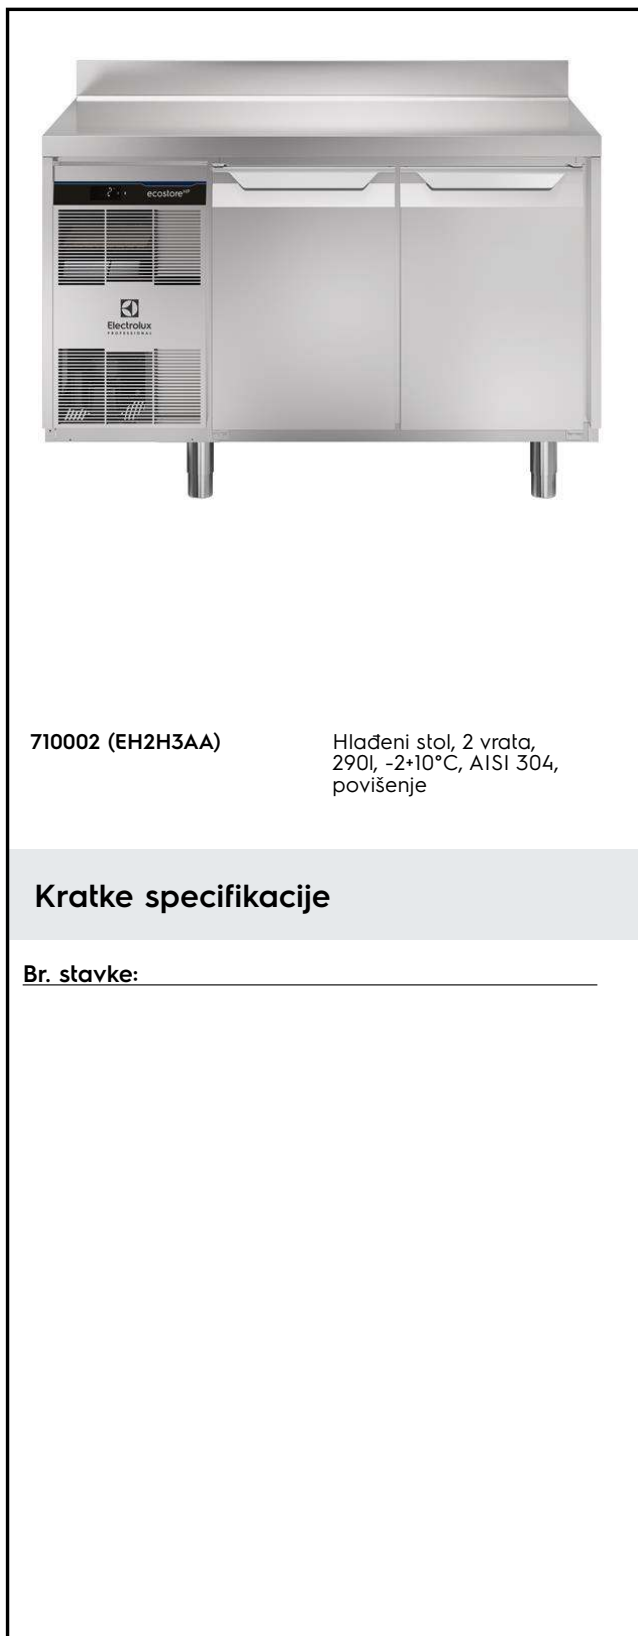 ecostore
Electrolux
PROFESSIONAL
710002 (EH2H3AA)
Hlađeni stol, 2 vrata,
290l, -2+10°C, AISI 304,
povišenje
Kratke specifikacije
Br. stavke: